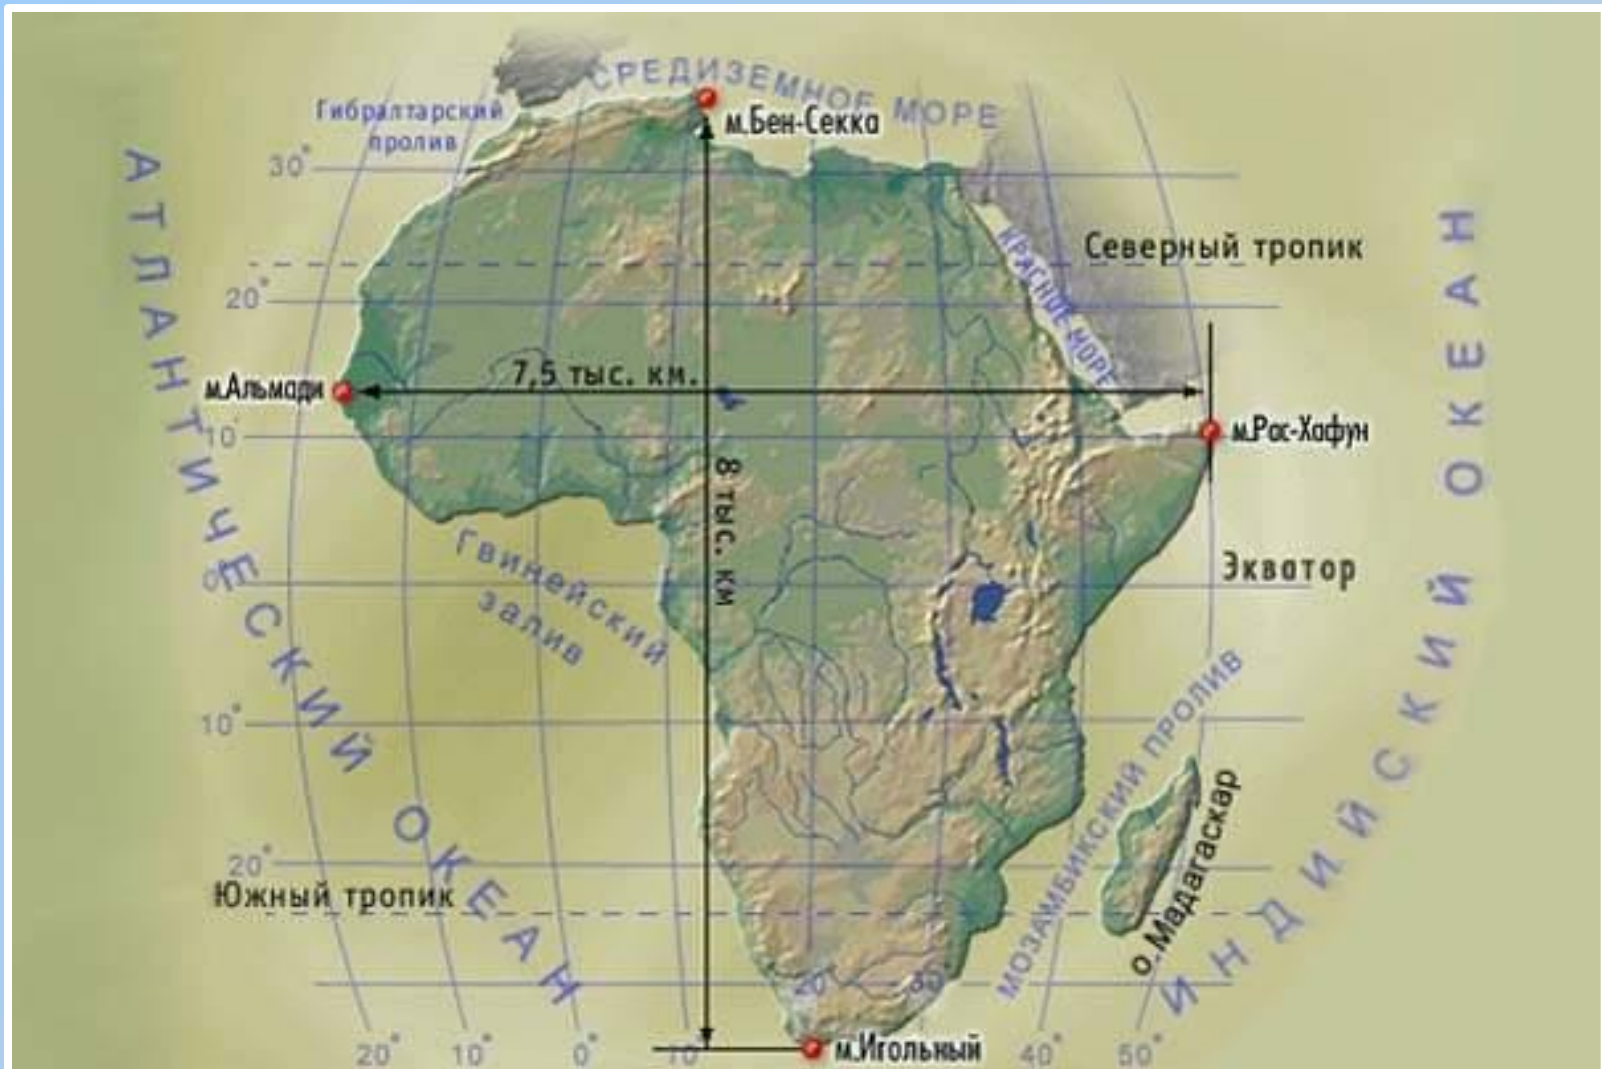 СРЕДИЗЕМНОЕ МОРЕ
Гибралтарский
пролив
м.Бен-Секка
30°
АТЛАНТИЧЕСКИЙ ОКЕАН
КРАСНОЕ МОРЕ
Северный тропик
20°
7,5 тыс. км.
м.Альмади
10°
м.Рас-Хафун
8 тыс. км
Гвинейский
залив
Экватор
0°
ИНДИЙСКИЙ ОКЕАН
МОЗАМБИКСКИЙ ПРОЛИВ
10°
о.Мадагаскар
20°
Южный тропик
20°
30°
м.Игольный
20° 10° 0° 10° 40° 50°